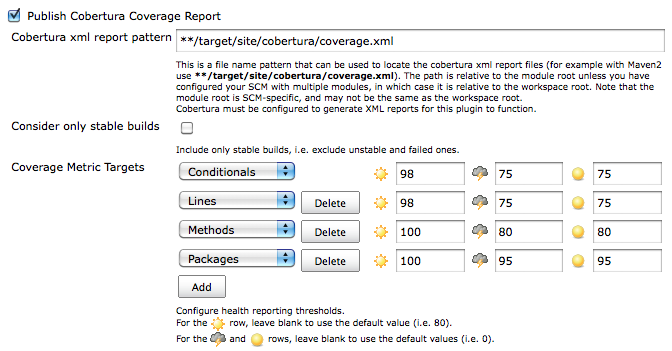 Publish Cobertura Coverage Report
Cobertura xml report pattern **/target/site/cobertura/coverage.xml
This is a file name pattern that can be used to locate the cobertura xml report files (for example with Maven2
use **/target/site/cobertura/coverage.xml). The path is relative to the module root unless you have
configured your SCM with multiple modules, in which case it is relative to the workspace root. Note that the
module root is SCM-specific, and may not be the same as the workspace root.
Cobertura must be configured to generate XML reports for this plugin to function.
Consider only stable builds
Include only stable builds, i.e. exclude unstable and failed ones.
Coverage Metric Targets Conditionals 98 75 75
Lines Delete 98 75 75
Methods Delete 100 80 80
Packages Delete 100 95 95
Add
Configure health reporting thresholds.
For the row, leave blank to use the default value (i.e. 80).
For the and rows, leave blank to use the default values (i.e. 0).